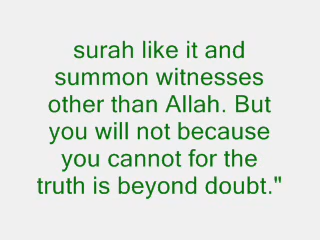 surah like it and
summon witnesses
other than Allah. But
you will not because
you cannot for the
truth is beyond doubt."